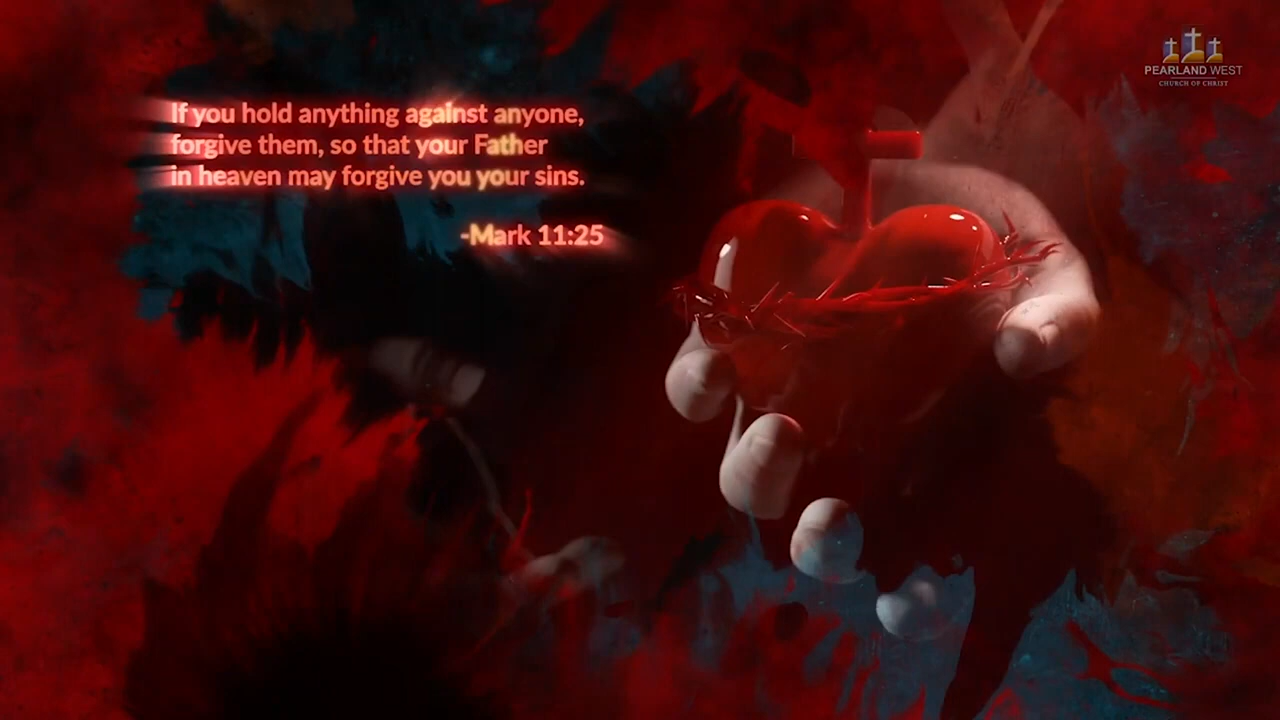 PEARLAND WEST
CHURCH OF CHRIST
If you hold anything against anyone,
forgive them, so that your Father
in heaven may forgive you your sins.
-Mark 11:25